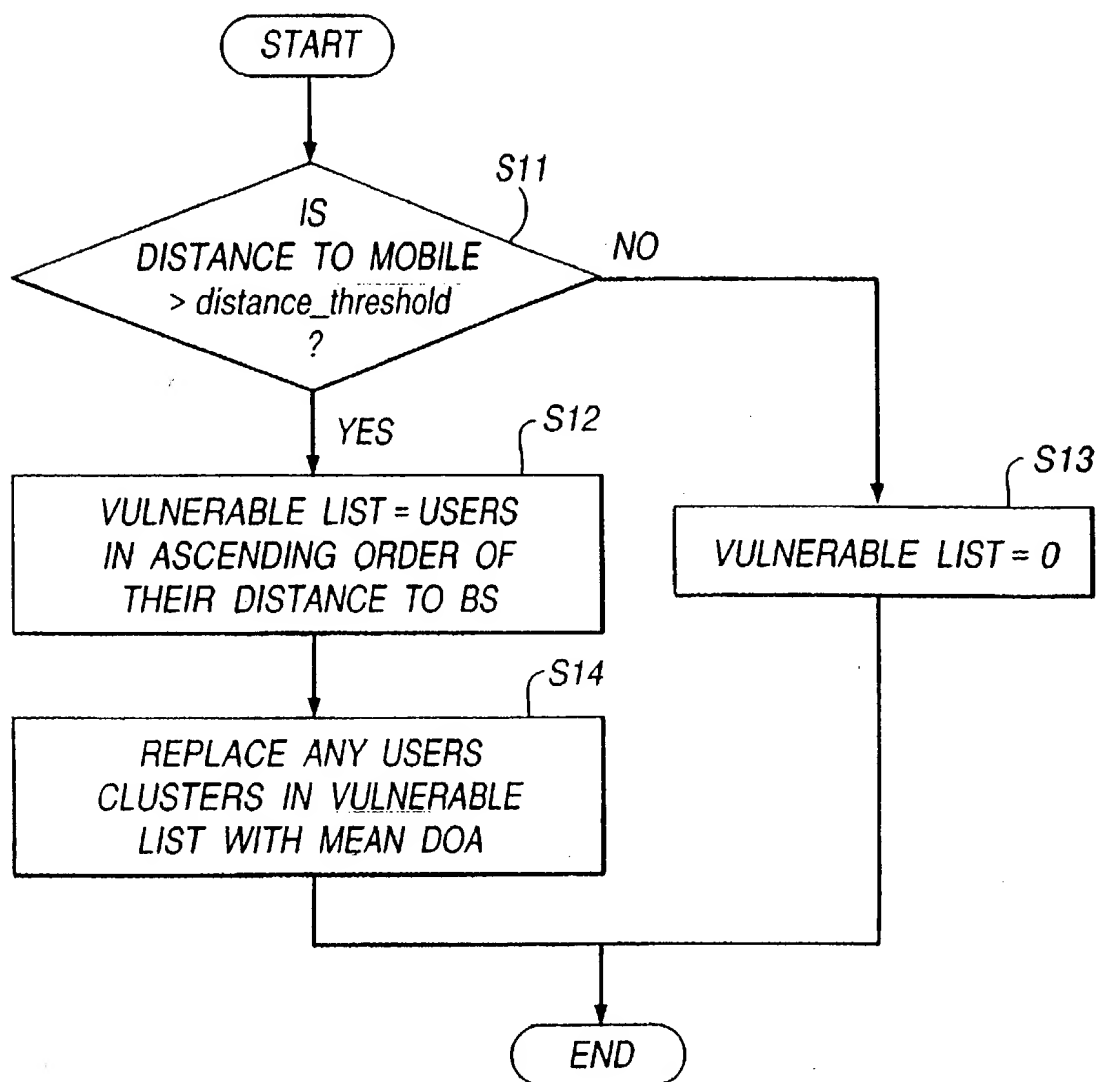 START
S11
IS
DISTANCE TO MOBILE
> distance_threshold
?
NO
YES
S12
VULNERABLE LIST = USERS
IN ASCENDING ORDER OF
THEIR DISTANCE TO BS
S13
VULNERABLE LIST = 0
S14
REPLACE ANY USERS
CLUSTERS IN VULNERABLE
LIST WITH MEAN DOA
END